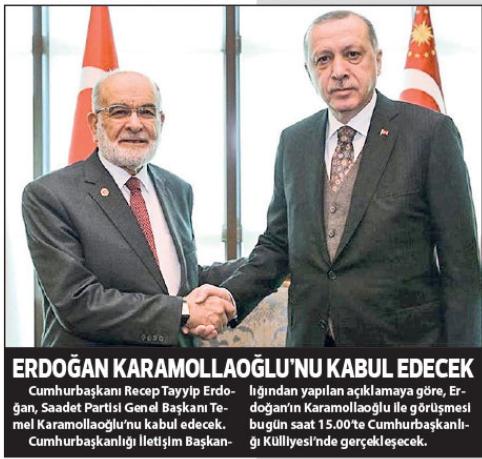 ERDOĞAN KARAMOLLAOĞLU'NU KABUL EDECEK
Cumhurbaşkanı Recep Tayyip Erdo-
ğan, Saadet Partisi Genel Başkanı Te-
mel Karamollaoğlu'nu kabul edecek.
Cumhurbaşkanlığı İletişim Başkan-
lığından yapılan açıklamaya göre, Er-
doğan'ın Karamollaoğlu ile görüşmesi
bugün saat 15.00'te Cumhurbaşkanlı-
ğı Külliyesi'nde gerçekleşecek.